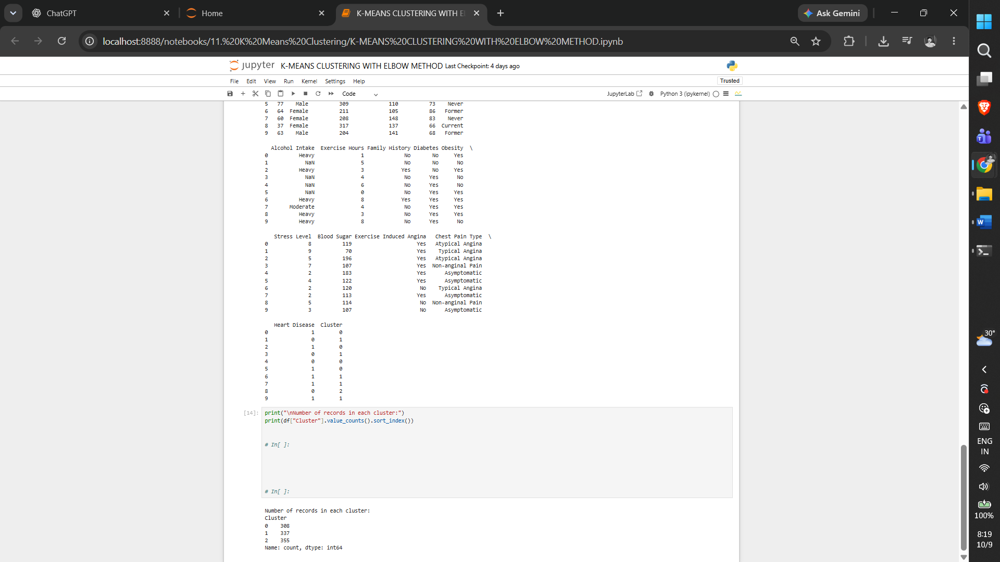 ChatGPT
Home
K-MEANS CLUSTERING WITH EL
Ask Gemini
localhost:8888/notebooks/11.%20K%20Means%20Clustering/K-MEANS%20CLUSTERING%20WITH%20ELBOW%20METHOD.ipynb
jupyter K-MEANS CLUSTERING WITH ELBOW METHOD Last Checkpoint: 4 days ago
File Edit View Run Kernel Settings Help
Trusted
Code
JupyterLab Python 3 (ipykernel)
5 77 Male 309 110 73 Never
6 64 Female 211 105 86 Former
7 60 Female 208 148 83 Never
8 37 Female 317 137 66 Current
9 63 Male 204 141 68 Former
Alcohol Intake Exercise Hours Family History Diabetes Obesity \
0 Heavy 1 No No Yes
1 NaN 5 No No No
2 Heavy 3 Yes No Yes
3 NaN 4 No Yes No
4 NaN 6 No Yes No
5 NaN 0 No Yes Yes
6 Heavy 8 Yes Yes Yes
7 Moderate 4 No Yes Yes
8 Heavy 3 No Yes Yes
9 Heavy 8 No Yes No
Stress Level Blood Sugar Exercise Induced Angina Chest Pain Type \
0 8 119 Yes Atypical Angina
1 9 70 Yes Typical Angina
2 5 196 Yes Atypical Angina
3 7 107 Yes Non-anginal Pain
4 2 183 Yes Asymptomatic
5 4 122 Yes Asymptomatic
6 2 120 No Typical Angina
7 2 113 Yes Asymptomatic
8 5 114 No Non-anginal Pain
9 3 107 No Asymptomatic
Heart Disease Cluster
0 1 0
1 0 1
2 1 0
3 0 1
4 0 0
5 1 0
6 1 1
7 1 1
8 0 2
9 1 1
[14]: print("\nNumber of records in each cluster:")
print(df["Cluster"].value_counts().sort_index())
# In[ ]:
# In[ ]:
Number of records in each cluster:
Cluster
0 308
1 337
2 355
Name: count, dtype: int64
30°
ENG
IN
100%
8:19
10/9